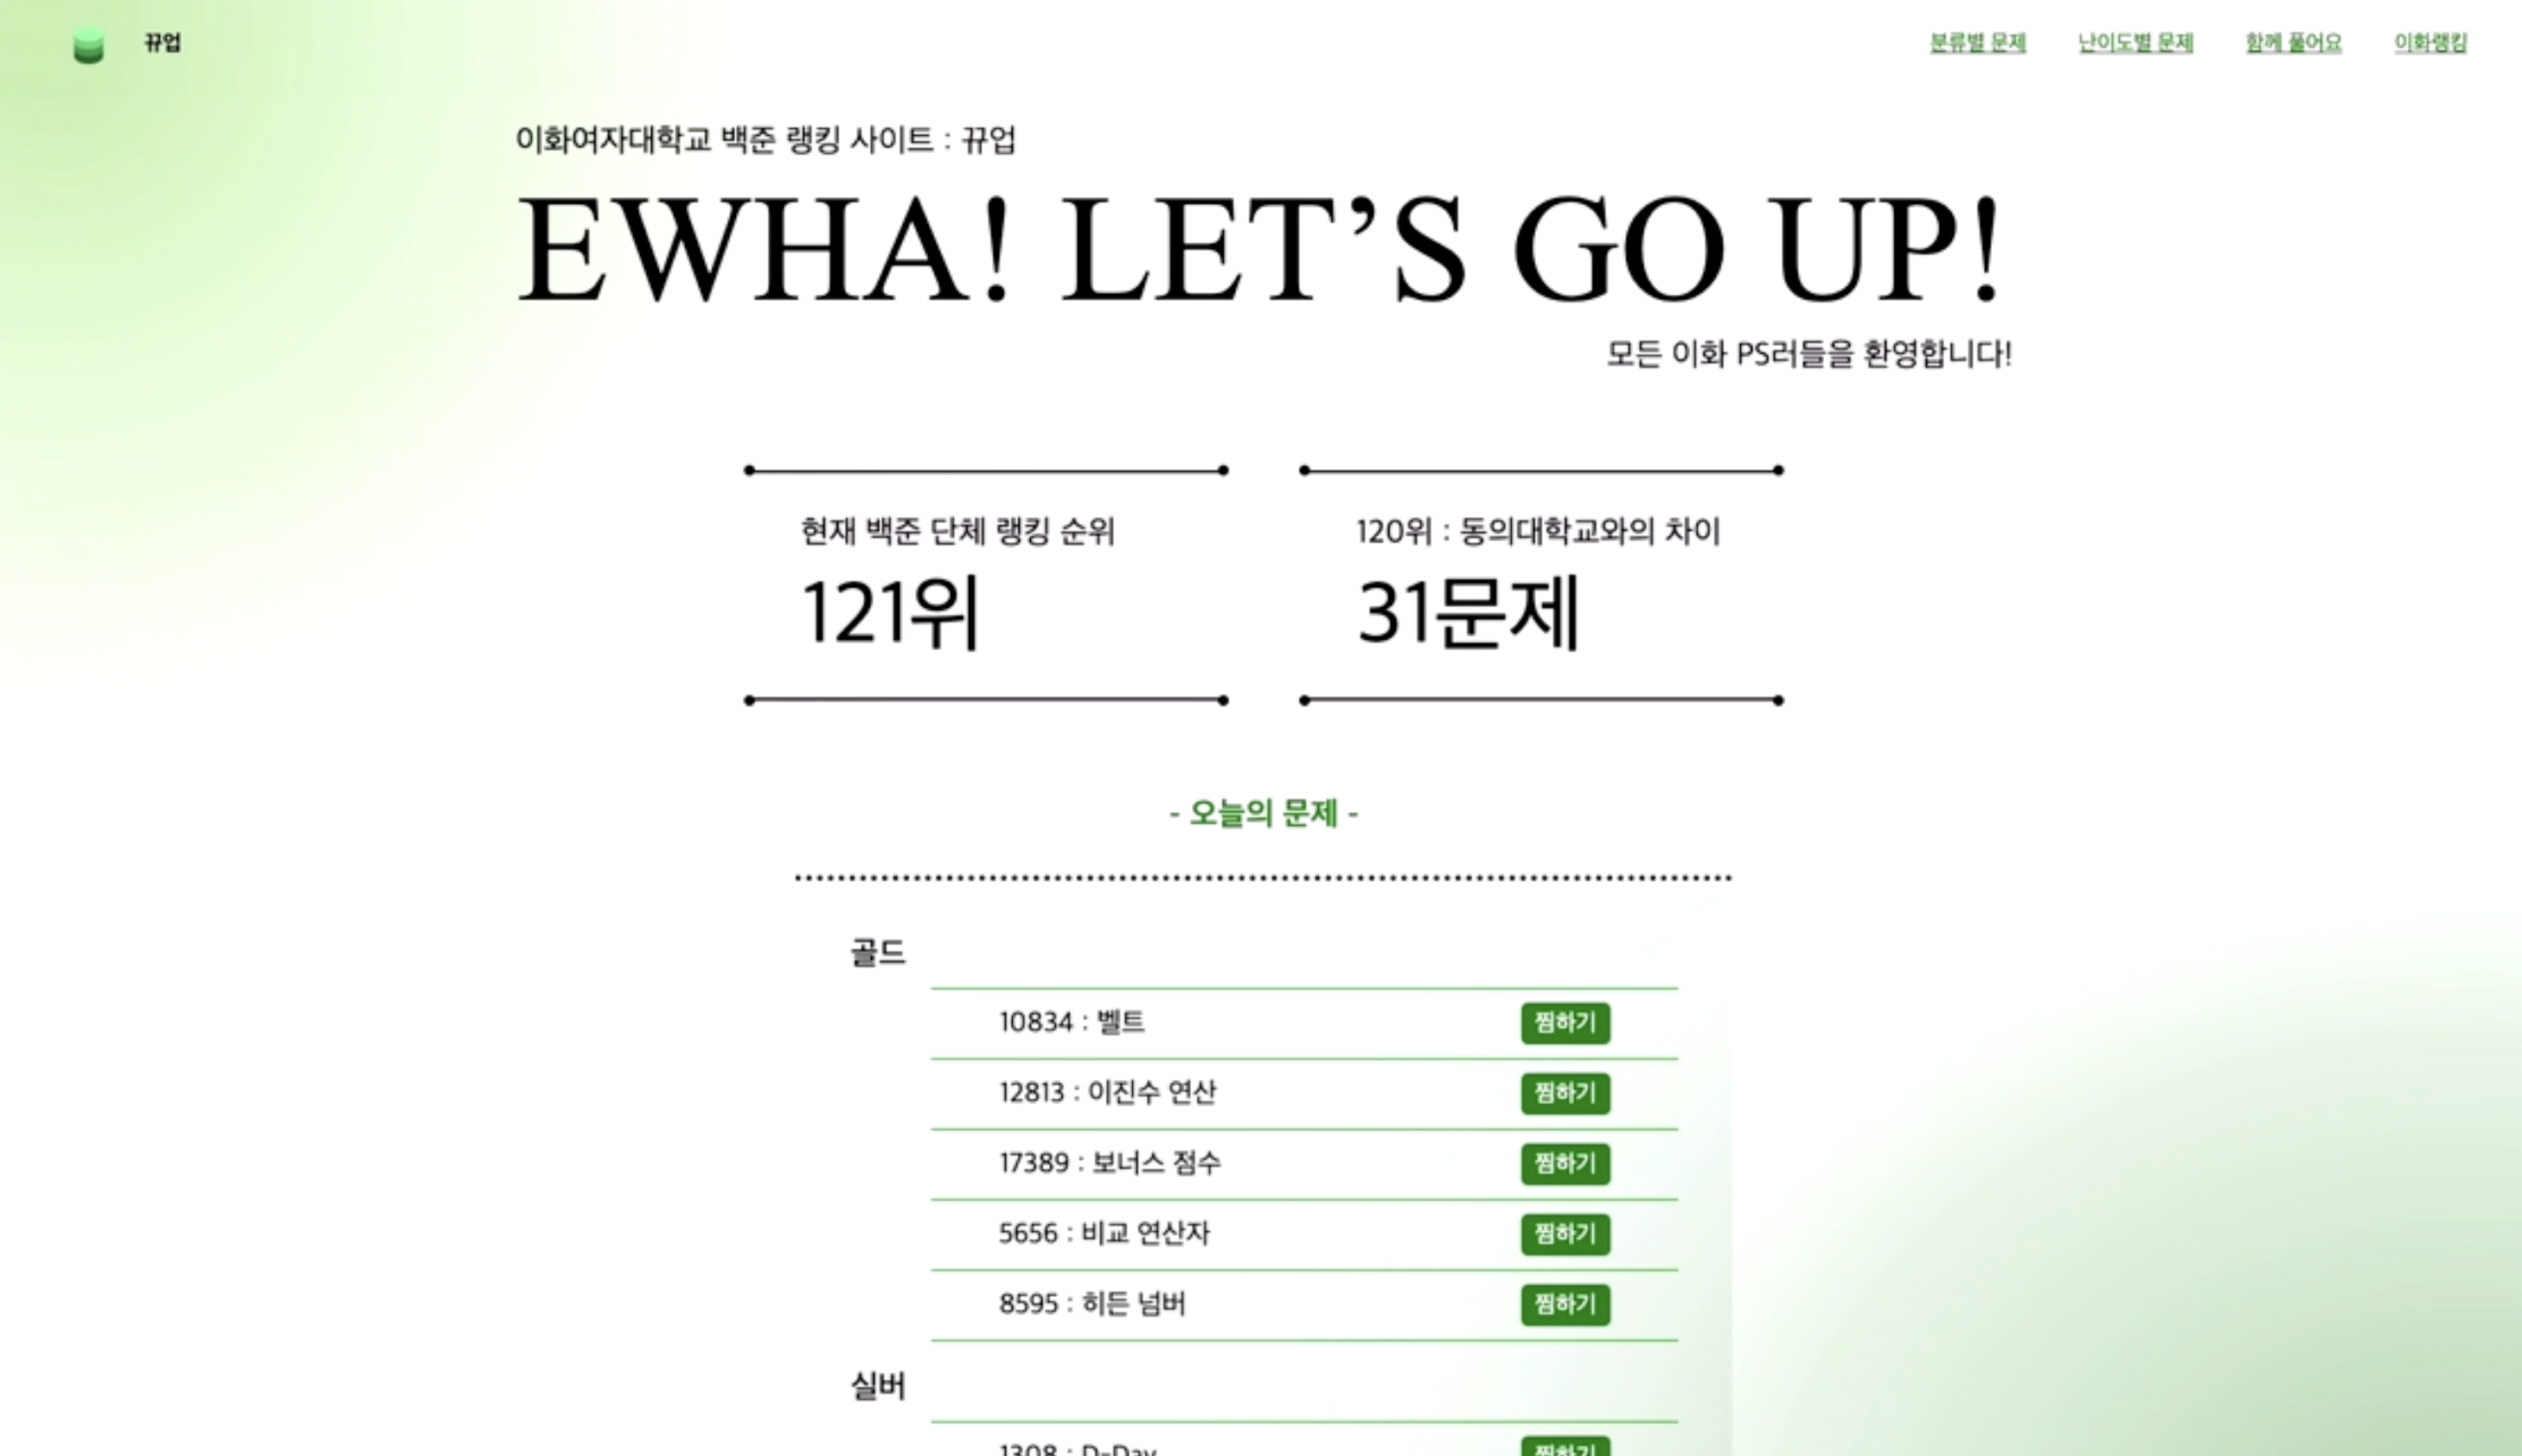 뀨업
분류별 문제
난이도별 문제
함께 풀어요
이화랭킹
이화여자대학교 백준 랭킹 사이트 : 뀨업
EWHA! LET’S GO UP!
모든 이화 PS러들을 환영합니다!
현재 백준 단체 랭킹 순위
121위
120위 : 동의대학교와의 차이
31문제
- 오늘의 문제 -
골드
10834 : 벨트
찜하기
12813 : 이진수 연산
찜하기
17389 : 보너스 점수
찜하기
5656 : 비교 연산자
찜하기
8595 : 히든 넘버
찜하기
실버
1308 : D-Day
찜하기